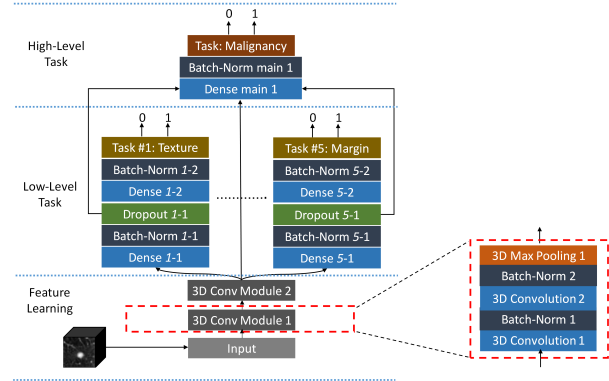 0 1
High-Level
Task
Task: Malignancy
Batch-Norm main 1
Dense main 1
0 1
0 1
Low-Level
Task
Task #1: Texture
Batch-Norm 1-2
Dense 1-2
Dropout 1-1
Batch-Norm 1-1
Dense 1-1
Task #5: Margin
Batch-Norm 5-2
Dense 5-2
Dropout 5-1
Batch-Norm 5-1
Dense 5-1
Feature
Learning
3D Conv Module 2
3D Conv Module 1
Input
3D Max Pooling 1
Batch-Norm 2
3D Convolution 2
Batch-Norm 1
3D Convolution 1